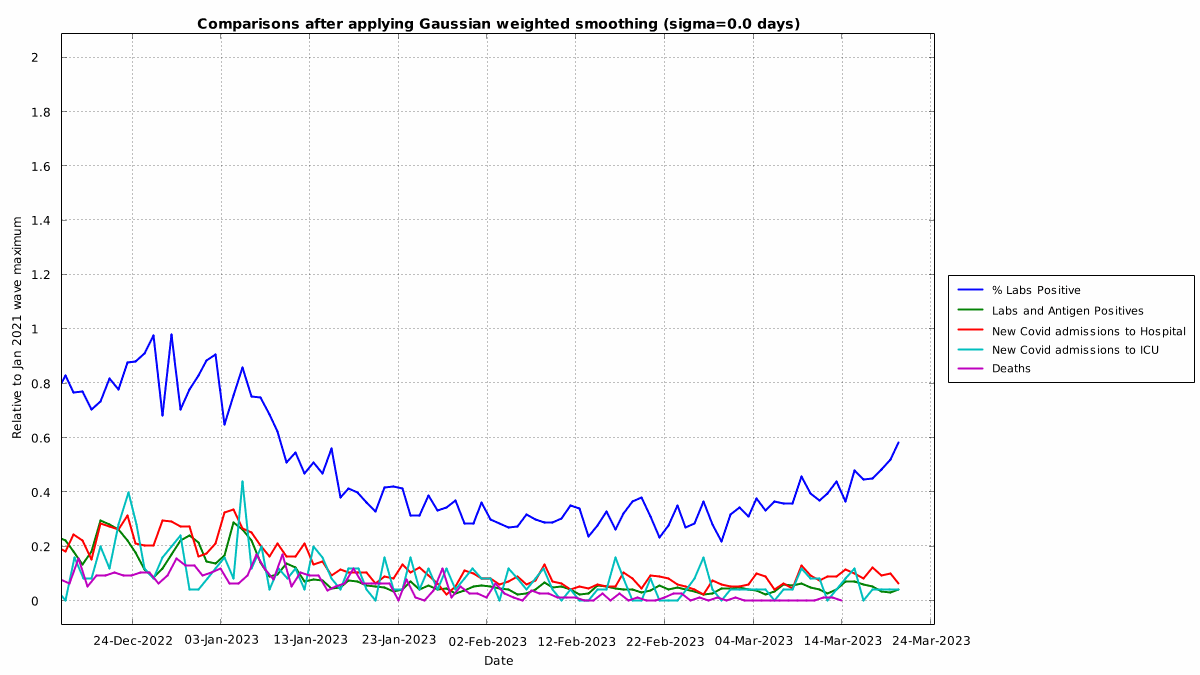 Comparisons after applying Gaussian weighted smoothing (sigma=0.0 days)
Relative to Jan 2021 wave maximum
2
1.8
1.6
1.4
1.2
1
0.8
0.6
0.4
0.2
0
24-Dec-2022 03-Jan-2023 13-Jan-2023 23-Jan-2023 02-Feb-2023 12-Feb-2023 22-Feb-2023 04-Mar-2023 14-Mar-2023 24-Mar-2023
Date
% Labs Positive
Labs and Antigen Positives
New Covid admissions to Hospital
New Covid admissions to ICU
Deaths